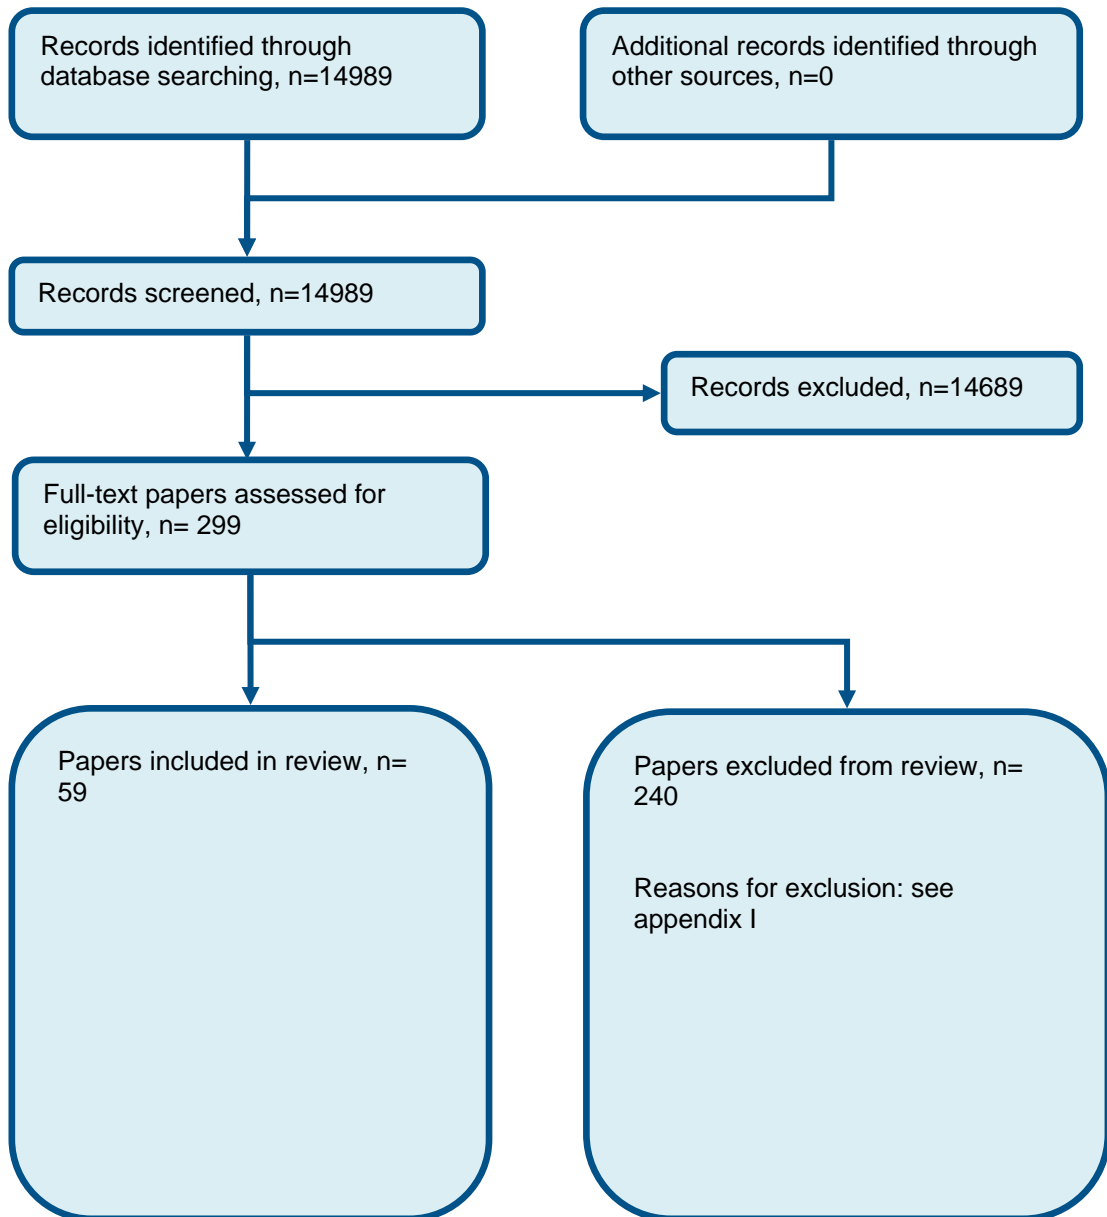 Records identified through
database searching, n=14989
Additional records identified through
other sources, n=0
Records screened, n=14989
Records excluded, n=14689
Full-text papers assessed for
eligibility, n= 299
Papers included in review, n=
59
Papers excluded from review, n=
240
Reasons for exclusion: see
appendix I